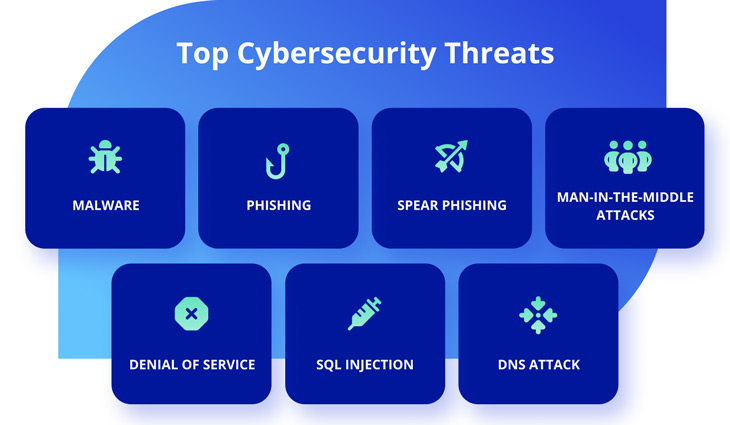 Top Cybersecurity Threats
MALWARE
PHISHING
SPEAR PHISHING
MAN-IN-THE-MIDDLE
ATTACKS
DENIAL OF SERVICE
SQL INJECTION
DNS ATTACK